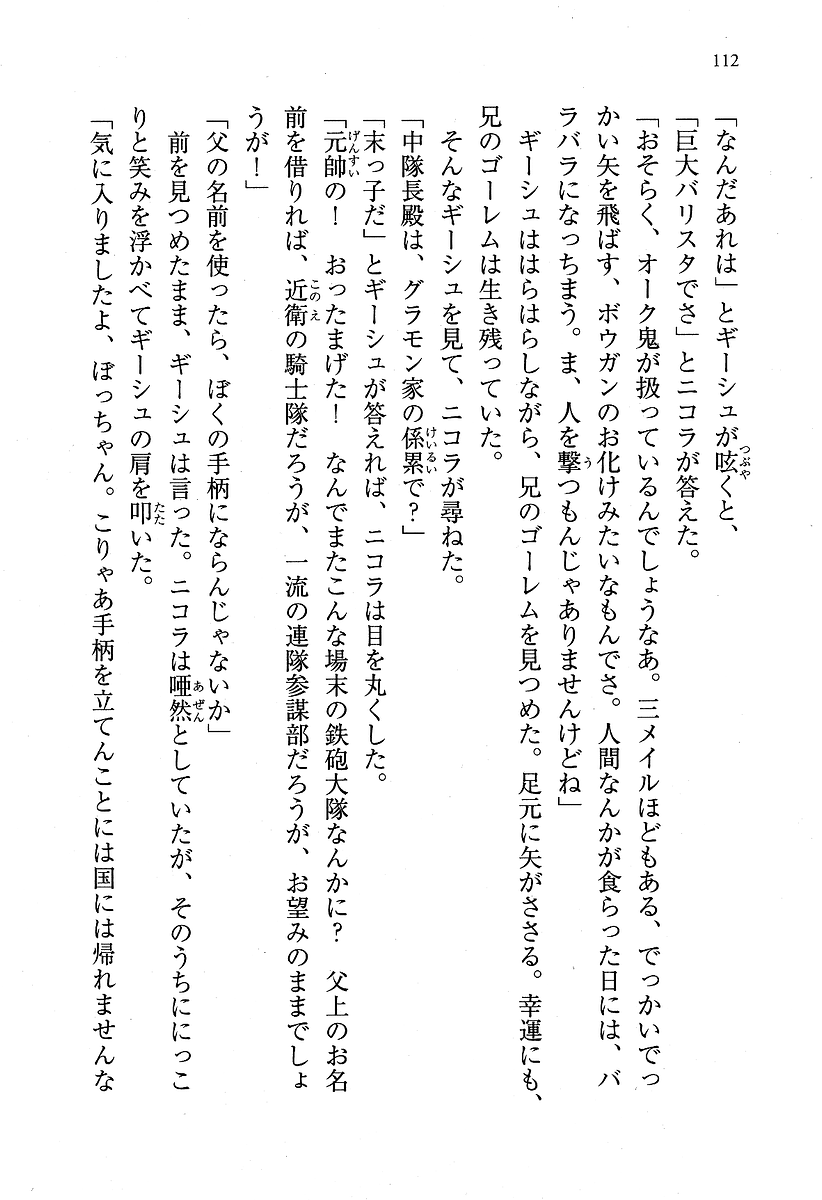 112
「なんだあれは」とギーシュが呟くと、
「巨大バリスタでさ」とニコラが答えた。
「おそらく、オーク鬼が扱っているんでしょうなあ。三メイルほどもある、でっかいでっ
かい矢を飛ばす、ボウガンのお化けみたいなもんでさ。人間なんかが食らった日には、バ
ラバラになっちまう。ま、人を撃つもんじゃありませんけどね」
　ギーシュははらはらしながら、兄のゴーレムを見つめた。足元に矢がささる。幸運にも、
兄のゴーレムは生き残っていた。
　そんなギーシュを見て、ニコラが尋ねた。
「中隊長殿は、グラモン家の係累で？」
「末っ子だ」とギーシュが答えれば、ニコラは目を丸くした。
「元帥の！　おったまげた！　なんでまたこんな場末の鉄砲大隊なんかに？　父上のお名
前を借りれば、近衛の騎士隊だろうが、一流の連隊参謀部だろうが、お望みのままでしょ
うが！」
「父の名前を使ったら、ぼくの手柄にならんじゃないか」
　前を見つめたまま、ギーシュは言った。ニコラは唖然としていたが、そのうちににっこ
りと笑みを浮かべてギーシュの肩を叩いた。
「気に入りましたよ、ぼっちゃん。こりゃあ手柄を立てんことには国には帰れませんな